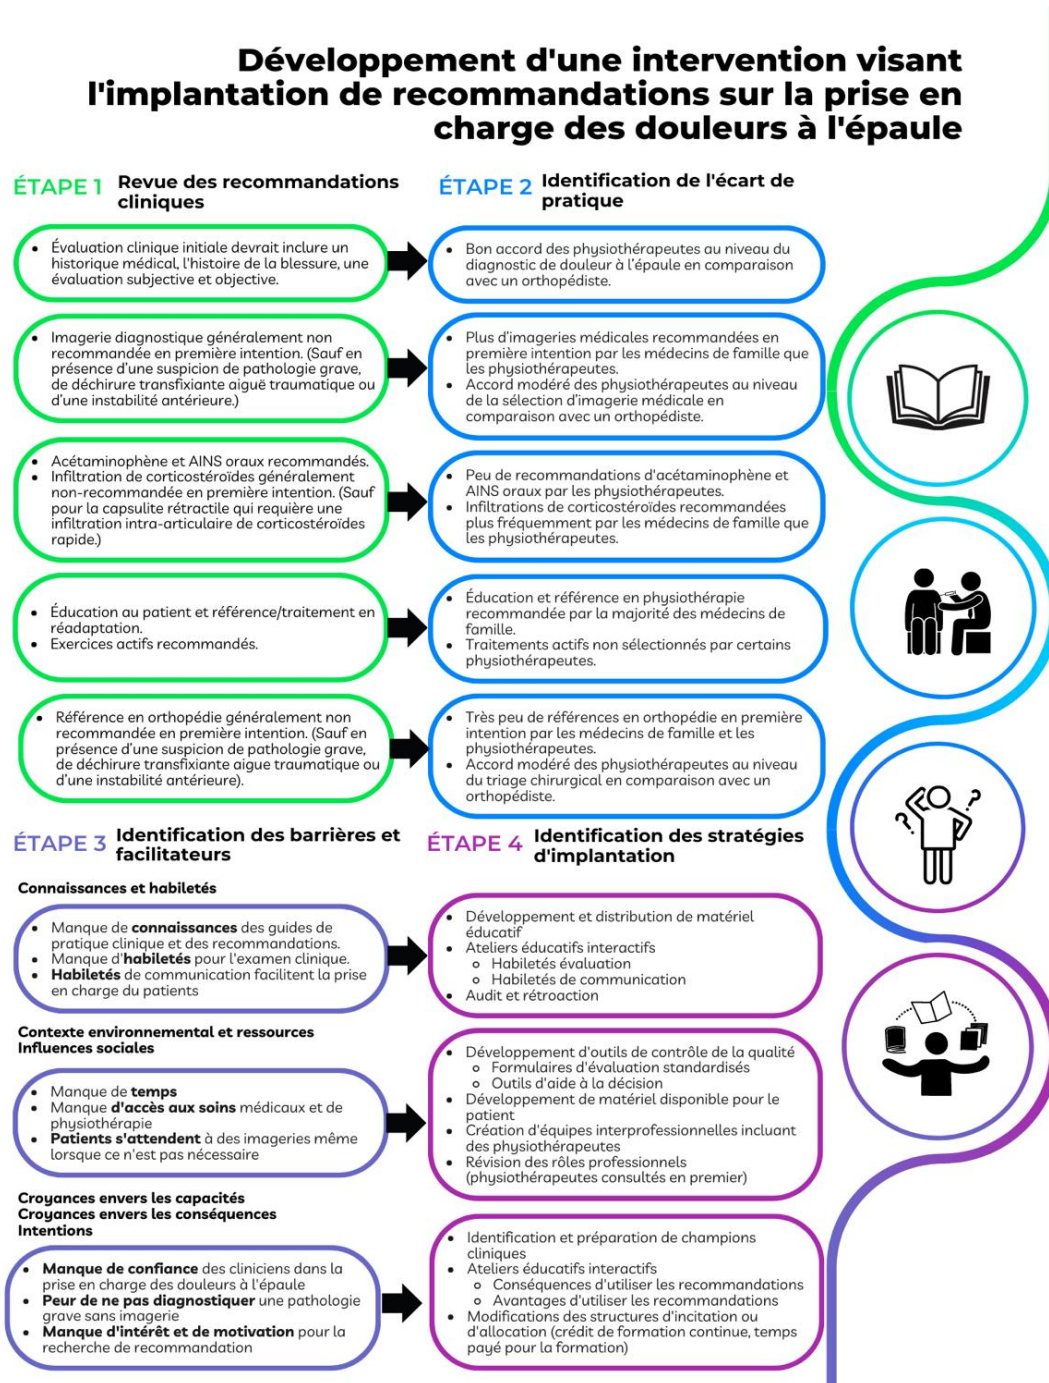 Développement d'une intervention visant
l'implantation de recommandations sur la prise en
charge des douleurs à l'épaule
ÉTAPE 1 Revue des recommandations
cliniques
ÉTAPE 2 Identification de l'écart de
pratique
• Évaluation clinique initiale devrait inclure un
historique médical, l'histoire de la blessure, une
évaluation subjective et objective.
• Bon accord des physiothérapeutes au niveau du
diagnostic de douleur à l'épaule en comparaison
avec un orthopédiste.
• Imagerie diagnostique généralement non
recommandée en première intention. (Sauf en
présence d'une suspicion de pathologie grave,
de déchirure transfixiante aiguë traumatique ou
d'une instabilité antérieure.)
• Plus d'imageries médicales recommandées en
première intention par les médecins de famille que
les physiothérapeutes.
• Accord modéré des physiothérapeutes au niveau
de la sélection d'imagerie médicale en
comparaison avec un orthopédiste.
• Acétaminophène et AINS oraux recommandés.
• Infiltration de corticostéroïdes généralement
non-recommandée en première intention. (Sauf
pour la capsulite rétractile qui requière une
infiltration intra-articulaire de corticostéroïdes
rapide.)
• Peu de recommandations d'acétaminophène et
AINS oraux par les physiothérapeutes.
• Infiltrations de corticostéroïdes recommandées
plus fréquemment par les médecins de famille que
les physiothérapeutes.
• Éducation au patient et référence/traitement en
réadaptation.
• Exercices actifs recommandés.
• Éducation et référence en physiothérapie
recommandée par la majorité des médecins de
famille.
• Traitements actifs non sélectionnés par certains
physiothérapeutes.
• Référence en orthopédie généralement non
recommandée en première intention. (Sauf en
présence d'une suspicion de pathologie grave,
de déchirure transfixiante aigue traumatique ou
d'une instabilité antérieure).
• Très peu de références en orthopédie en première
intention par les médecins de famille et les
physiothérapeutes.
• Accord modéré des physiothérapeutes au niveau
du triage chirurgical en comparaison avec un
orthopédiste.
ÉTAPE 3 Identification des barrières et
facilitateurs
ÉTAPE 4 Identification des stratégies
d'implantation
Connaissances et habiletés
• Manque de connaissances des guides de
pratique clinique et des recommandations.
• Manque d'habiletés pour l'examen clinique.
• Habiletés de communication facilitent la prise
en charge du patients
• Développement et distribution de matériel
éducatif
• Ateliers éducatifs interactifs
o Habiletés évaluation
o Habiletés de communication
• Audit et rétroaction
Contexte environnemental et ressources
Influences sociales
• Manque de temps
• Manque d'accès aux soins médicaux et de
physiothérapie
• Patients s'attendent à des imageries même
lorsque ce n'est pas nécessaire
• Développement d'outils de contrôle de la qualité
o Formulaires d'évaluation standardisés
o Outils d'aide à la décision
• Développement de matériel disponible pour le
patient
• Création d'équipes interprofessionnelles incluant
des physiothérapeutes
• Révision des rôles professionnels
(physiothérapeutes consultés en premier)
Croyances envers les capacités
Croyances envers les conséquences
Intentions
• Manque de confiance des cliniciens dans la
prise en charge des douleurs à l'épaule
• Peur de ne pas diagnostiquer une pathologie
grave sans imagerie
• Manque d'intérêt et de motivation pour la
recherche de recommandation
• Identification et préparation de champions
cliniques
• Ateliers éducatifs interactifs
o Conséquences d'utiliser les recommandations
o Avantages d'utiliser les recommandations
• Modifications des structures d'incitation ou
d'allocation (crédit de formation continue, temps
payé pour la formation)